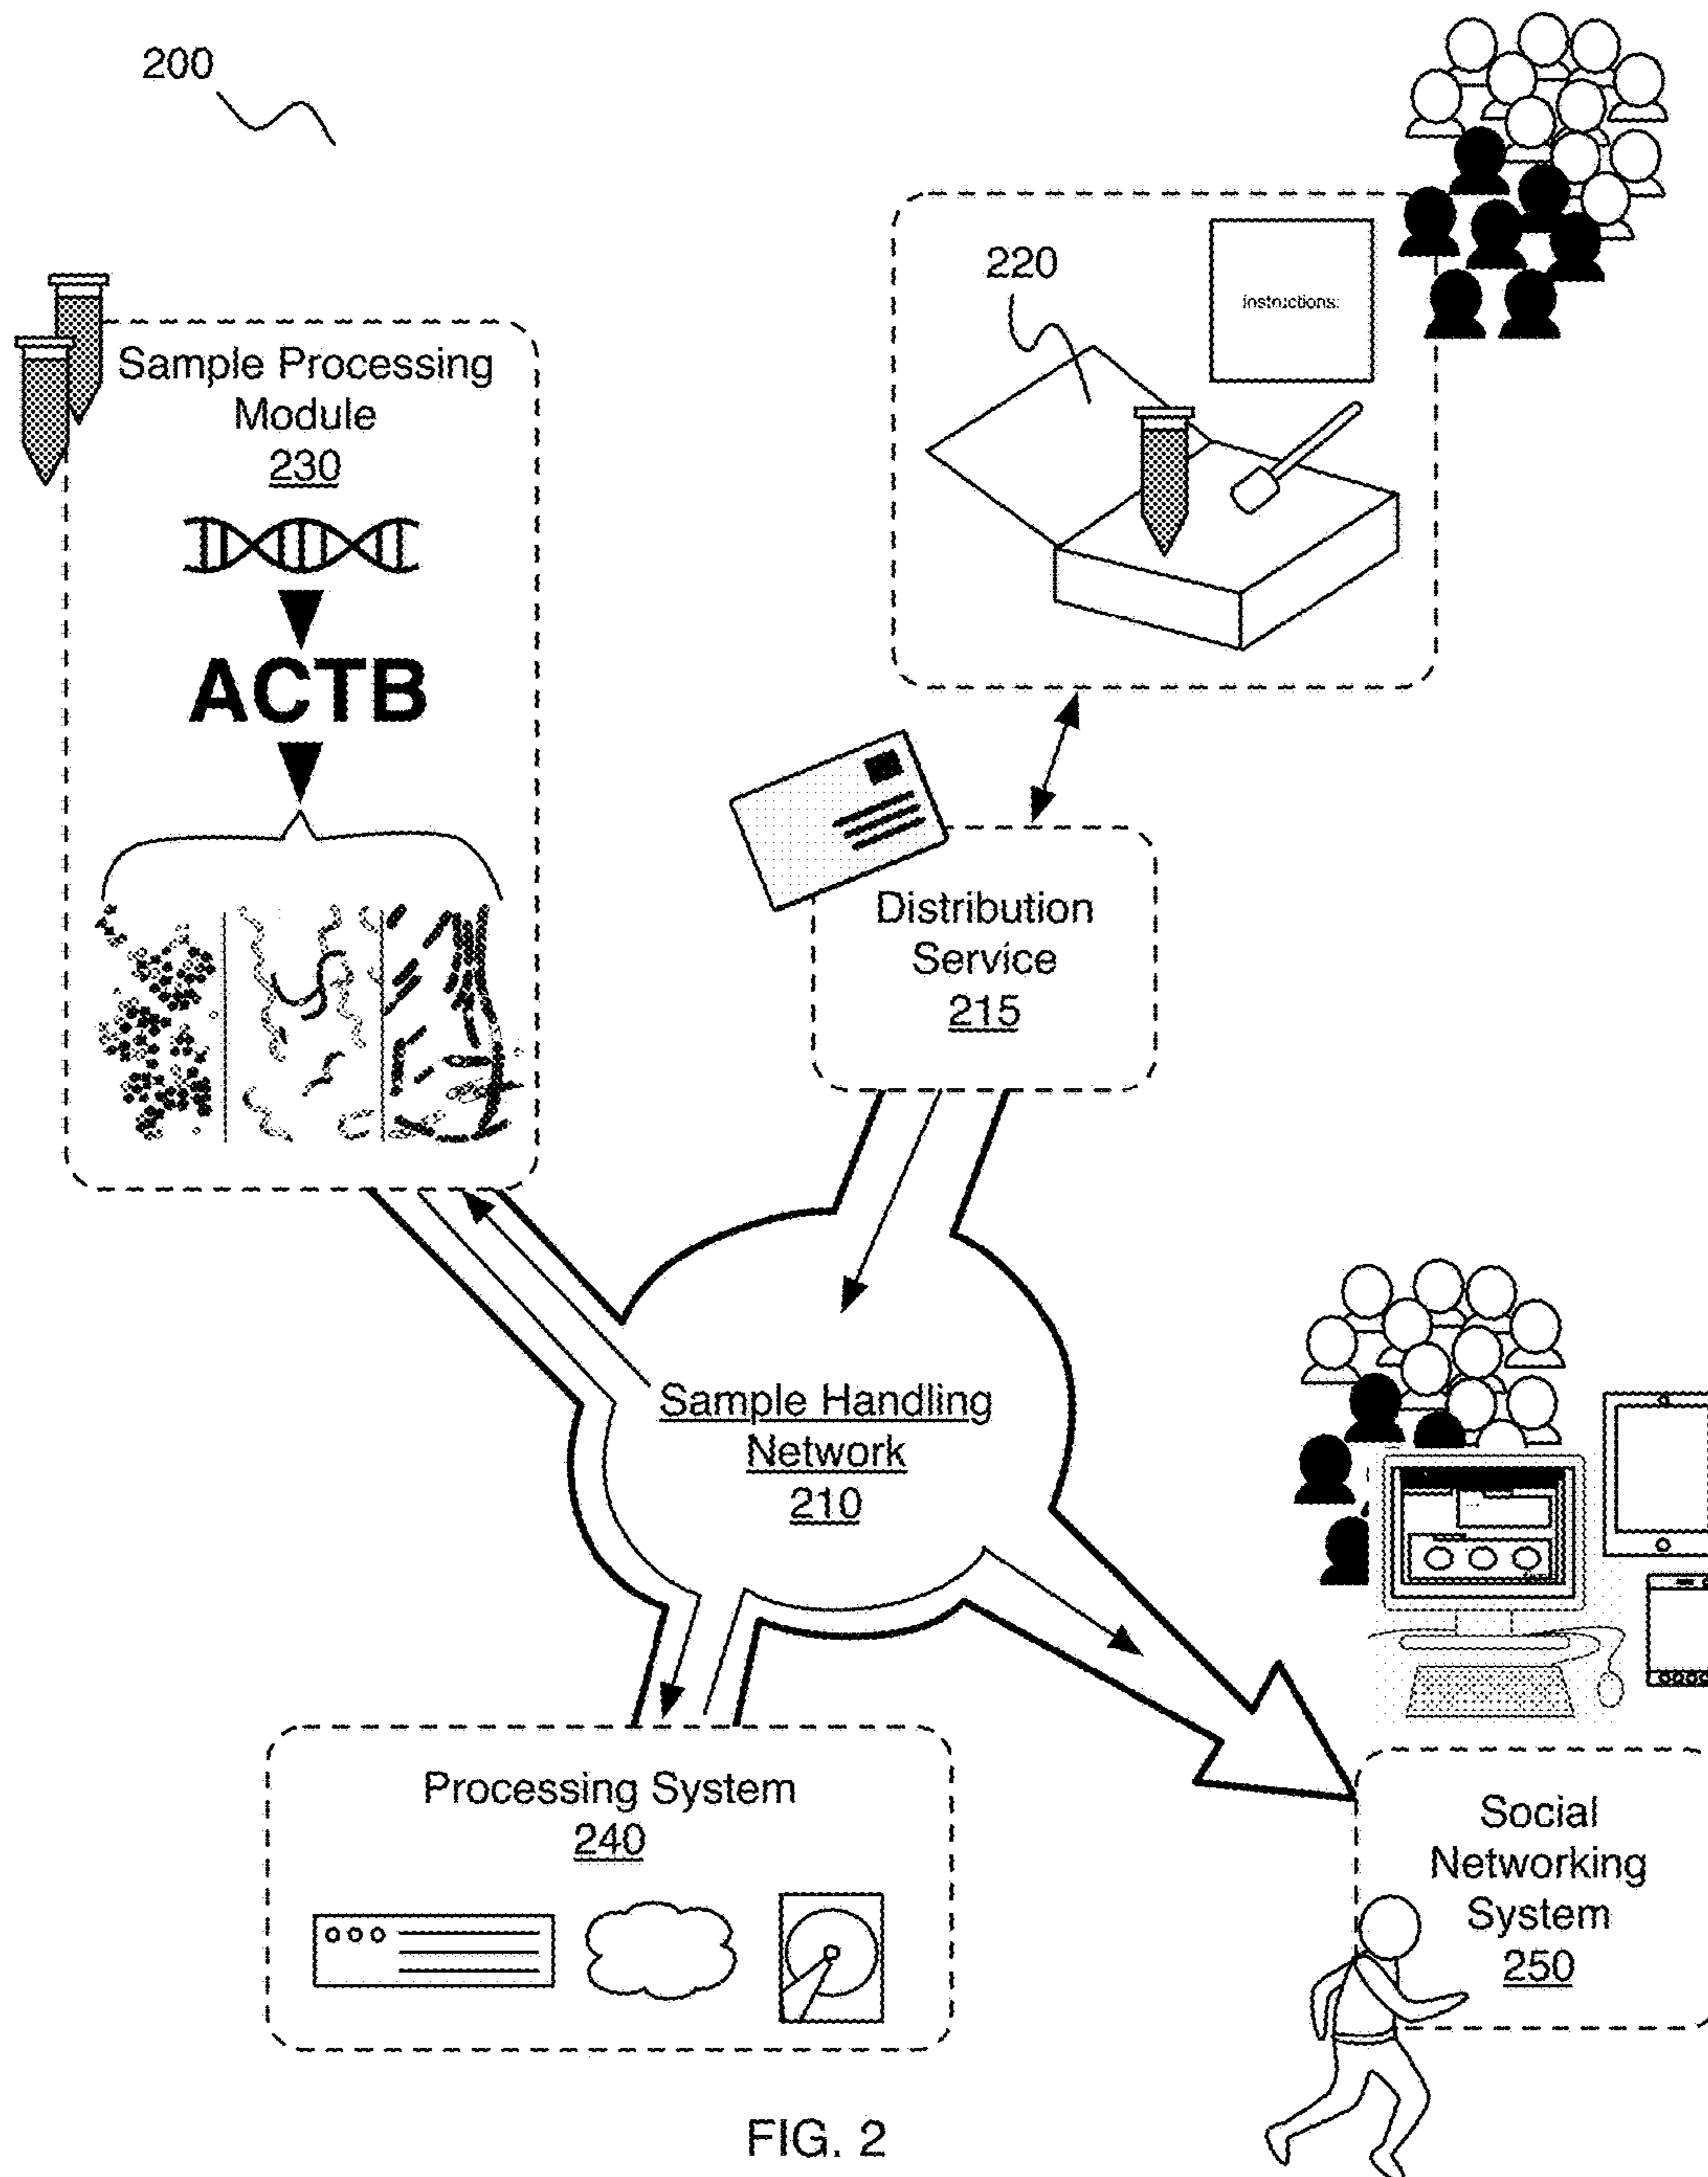 200
220
instructions:
Sample Processing
Module
230
ACTB
Distribution
Service
215
Sample Handling
Network
210
Processing System
240
Social
Networking
System
250
FIG. 2